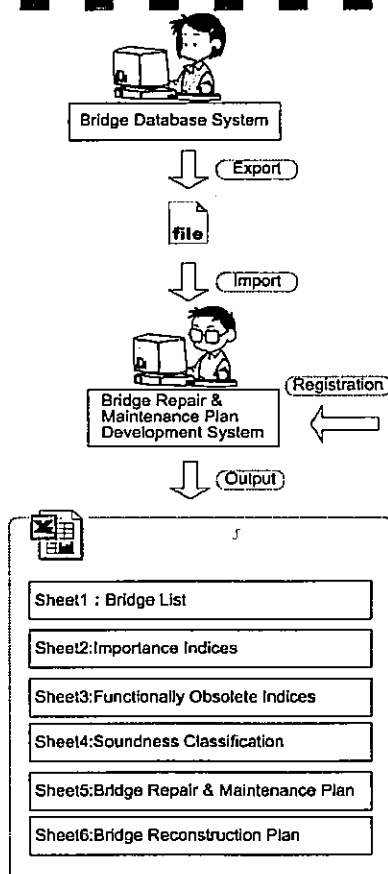 Bridge Database System
Export
file
Import
Bridge Repair &
Maintenance Plan
Development System
Registration
Output
Sheet1 : Bridge List
Sheet2:Importance Indices
Sheet3:Functionally Obsolete Indices
Sheet4:Soundness Classification
Sheet5:Bridge Repair & Maintenance Plan
Sheet6:Bridge Reconstruction Plan